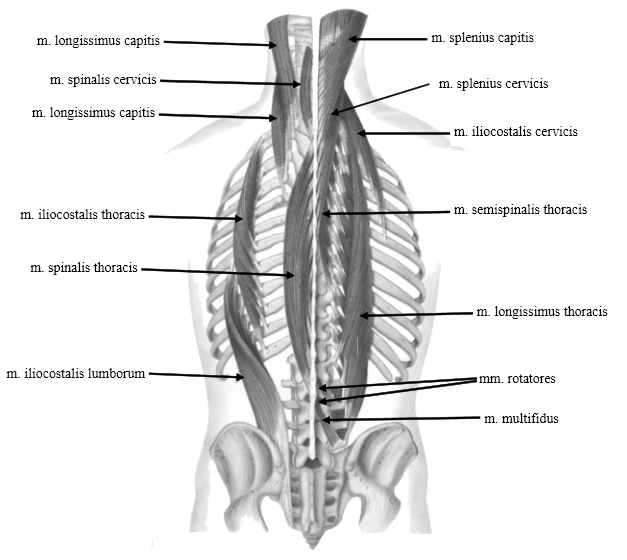 m. longissimus capitis
m. spinalis cervicis
m. longissimus capitis
m. iliocostalis thoracis
m. spinalis thoracis
m. iliocostalis lumborum
m. splenius capitis
m. splenius cervicis
m. iliocostalis cervicis
m. semispinalis thoracis
m. longissimus thoracis
mm. rotatores
m. multifidus